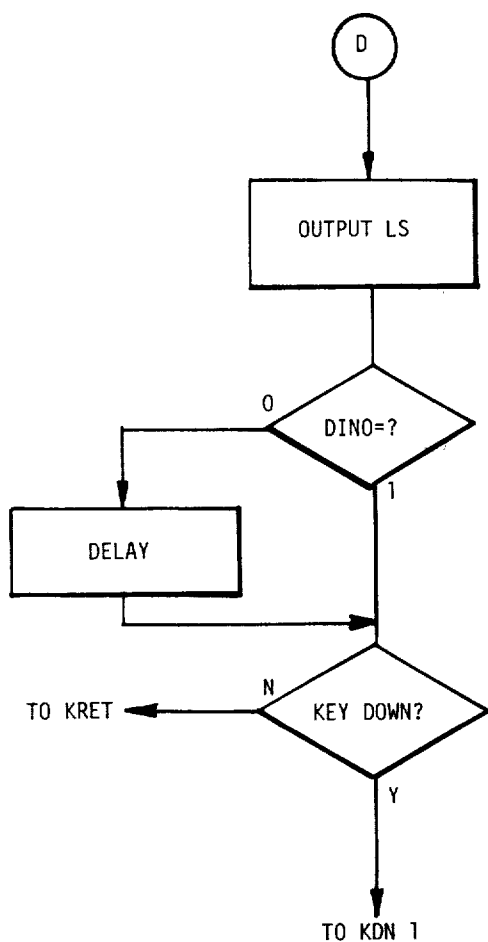 D
OUTPUT LS
0
DINO=?
1
DELAY
N
TO KRET
KEY DOWN?
Y
TO KDN 1